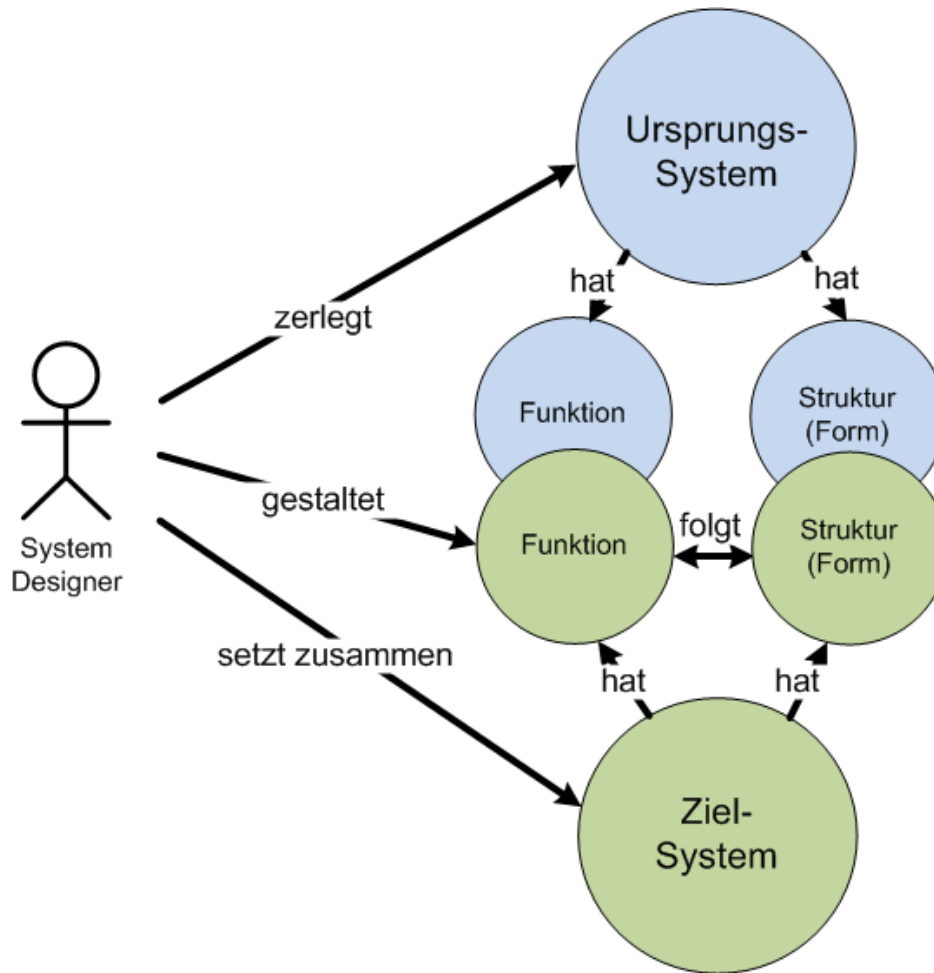 Ursprungs-
System
hat
hat
zerlegt
Funktion
Struktur
(Form)
gestaltet
folgt
Funktion
Struktur
(Form)
System
Designer
setzt zusammen
hat
hat
Ziel-
System